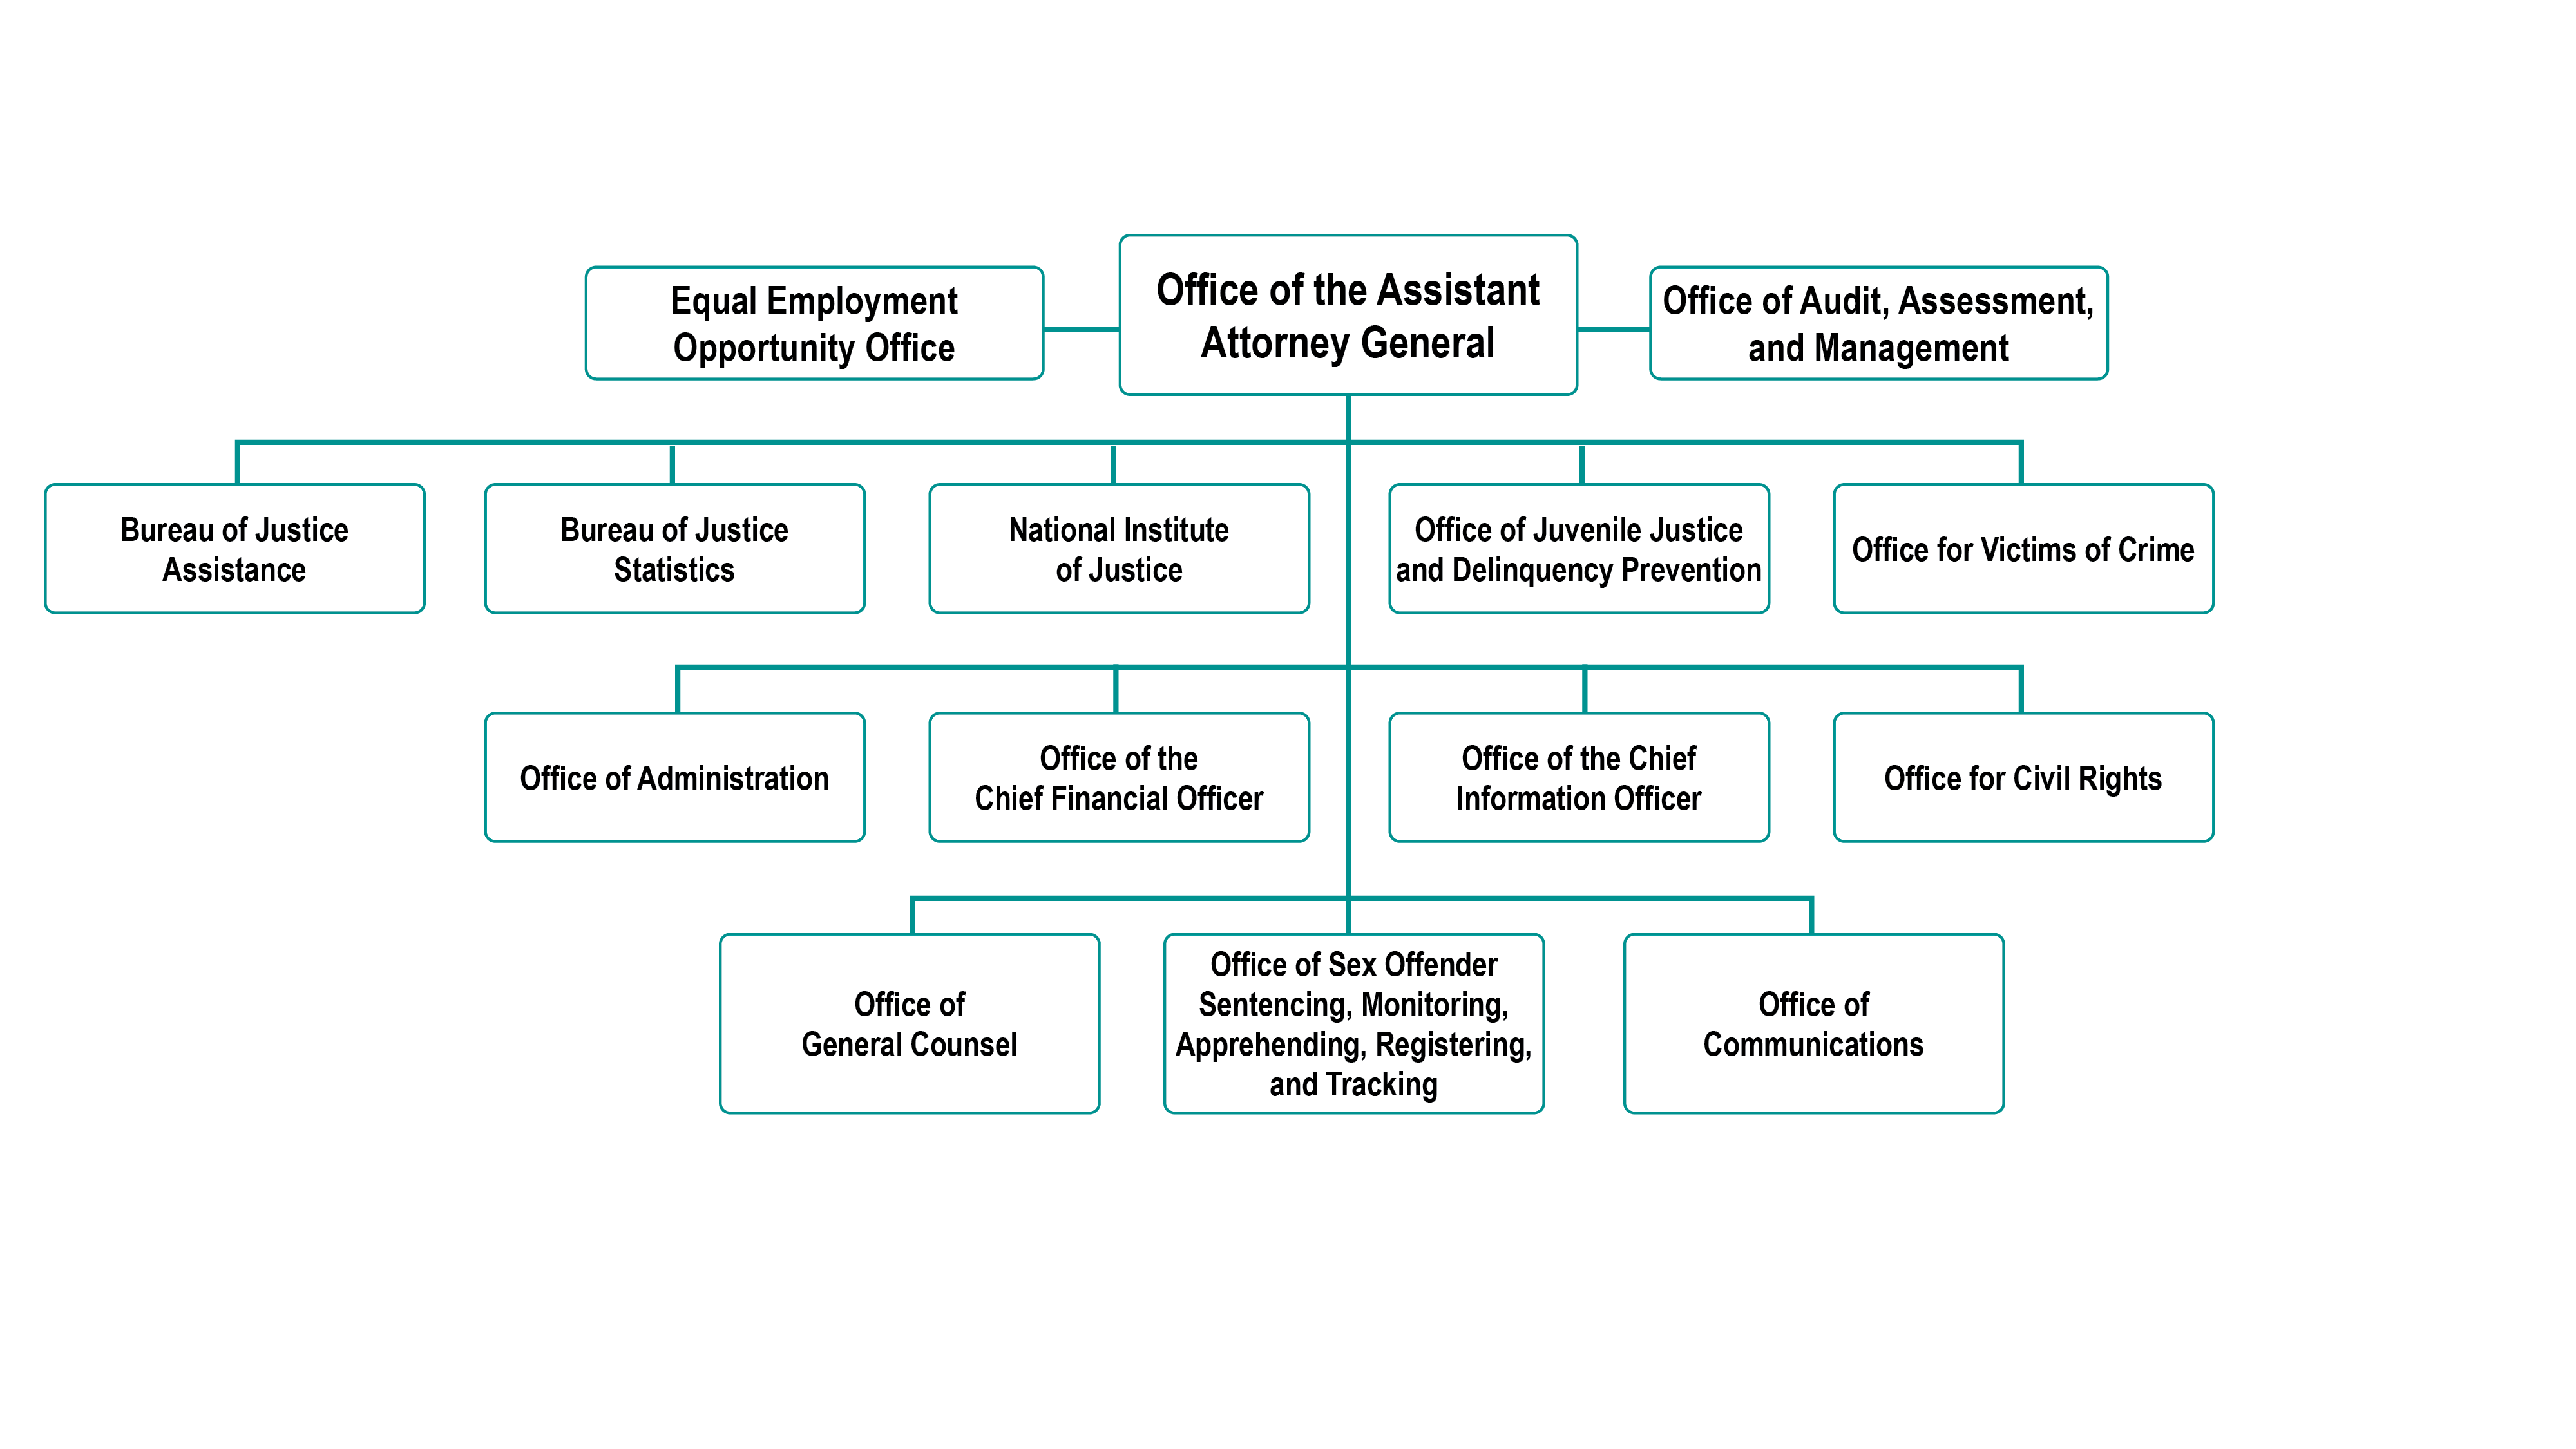 Equal Employment
Opportunity Office
Office of the Assistant
Attorney General
Office of Audit, Assessment,
and Management
Bureau of Justice
Assistance
Bureau of Justice
Statistics
National Institute
of Justice
Office of Juvenile Justice
and Delinquency Prevention
Office for Victims of Crime
Office of Administration
Office of the
Chief Financial Officer
Office of the Chief
Information Officer
Office for Civil Rights
Office of
General Counsel
Office of Sex Offender
Sentencing, Monitoring,
Apprehending, Registering,
and Tracking
Office of
Communications